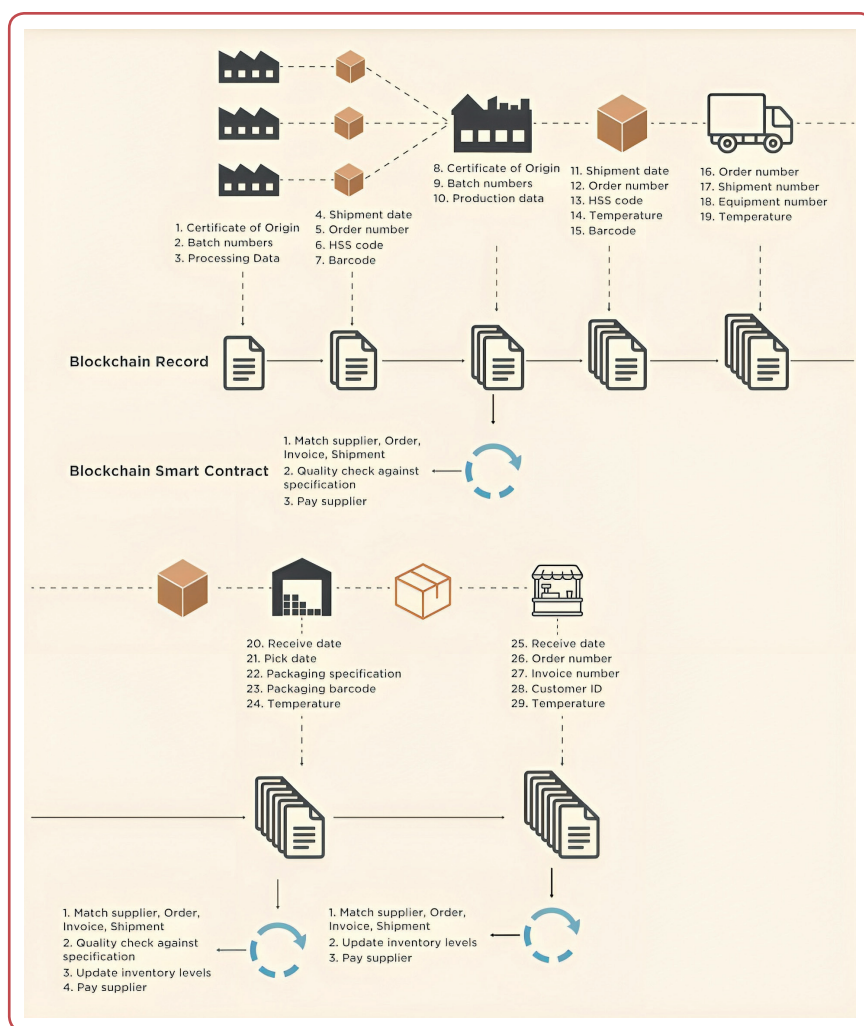 1. Certificate of Origin
2. Batch numbers
3. Processing Data
4. Shipment date
5. Order number
6. HSS code
7. Barcode
8. Certificate of Origin
9. Batch numbers
10. Production data
11. Shipment date
12. Order number
13. HSS code
14. Temperature
15. Barcode
16. Order number
17. Shipment number
18. Equipment number
19. Temperature
Blockchain Record
Blockchain Smart Contract
1. Match supplier, Order,
Invoice, Shipment
2. Quality check against
specification
3. Pay supplier
20. Receive date
21. Pick date
22. Packaging specification
23. Packaging barcode
24. Temperature
25. Receive date
26. Order number
27. Invoice number
28. Customer ID
29. Temperature
1. Match supplier, Order,
Invoice, Shipment
2. Quality check against
specification
3. Update inventory levels
4. Pay supplier
1. Match supplier, Order,
Invoice, Shipment
2. Update inventory levels
3. Pay supplier